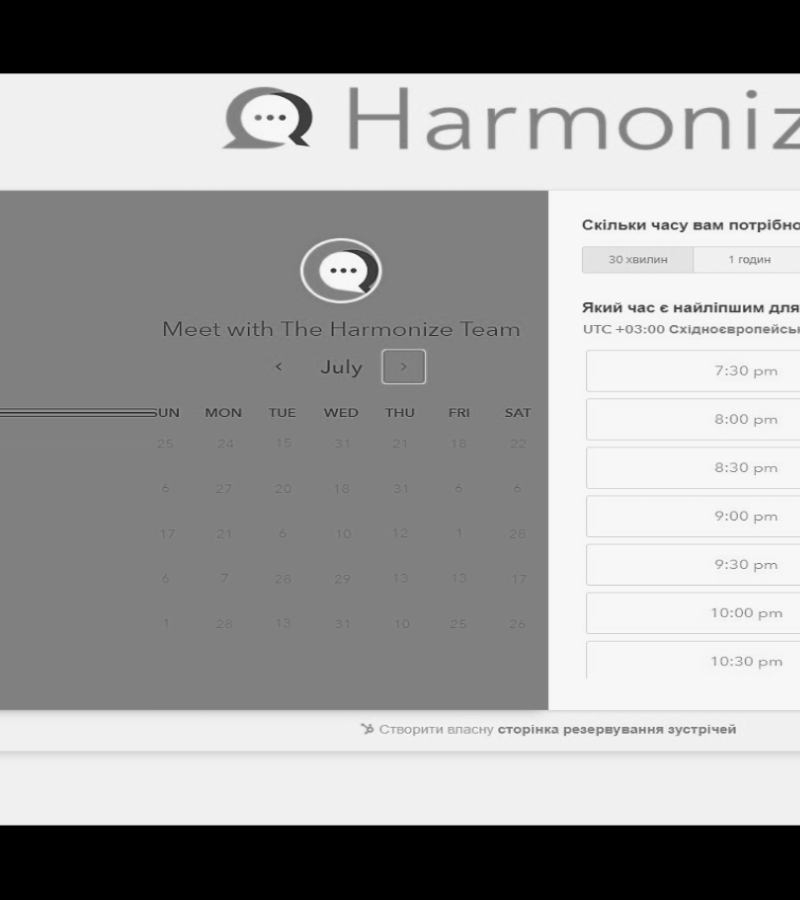 Harmoniz
Meet with The Harmonize Team
< July >
SUN MON TUE WED THU FRI SAT
25 24 15 31 21 18 22
6 27 20 18 31 6 6
17 21 6 10 12 1 28
6 7 28 29 13 13 17
1 28 13 31 10 25 26
Скільки часу вам потрібно
30 хвилин 1 годин
Який час є найліпшим для
UTC +03:00 Східноєвропейськ
7:30 pm
8:00 pm
8:30 pm
9:00 pm
9:30 pm
10:00 pm
10:30 pm
Створити власну сторінка резервування зустрічей